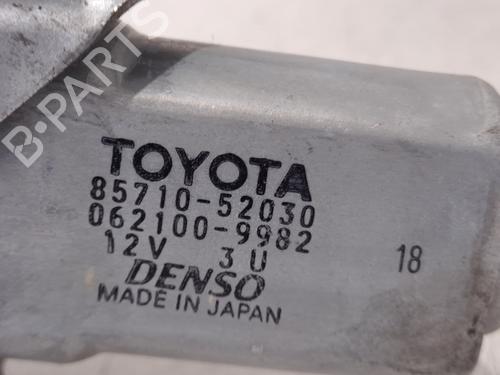 B-PARTS
TOYOTA
85710-52030
062100-9982
12V 3U
18
DENSO
MADE IN JAPAN